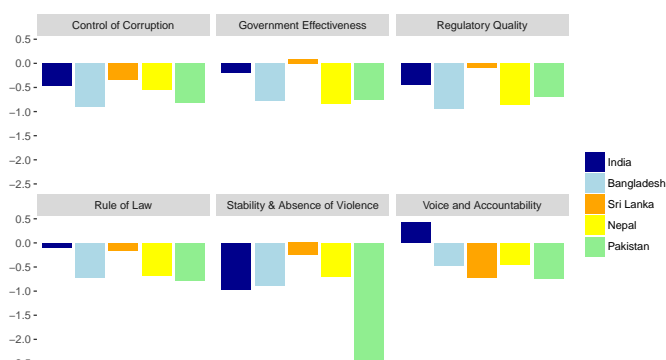 Control of Corruption
Government Effectiveness
Regulatory Quality
0.5
0.0
−0.5
−1.0
−1.5
−2.0
−2.5
Rule of Law
Stability & Absence of Violence
Voice and Accountability
0.5
0.0
−0.5
−1.0
−1.5
−2.0
India
Bangladesh
Sri Lanka
Nepal
Pakistan